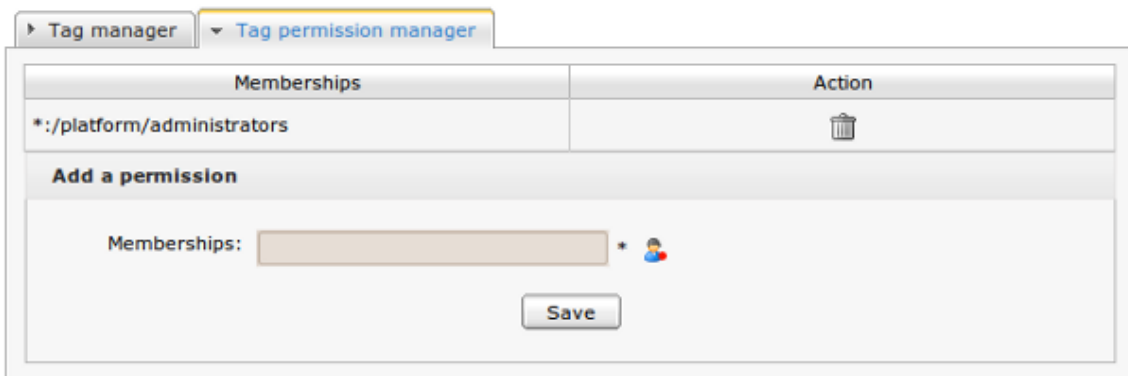 Tag manager Tag permission manager
Memberships Action
*:/platform/administrators
Add a permission
Memberships: *
Save